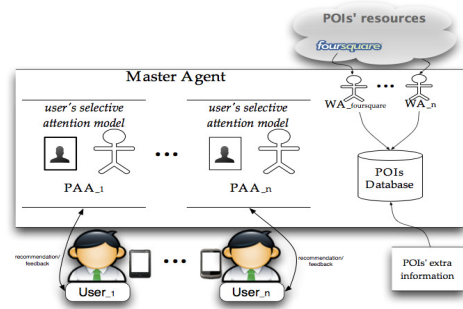 POIs' resources
foursquare
Master Agent
user's selective
attention model
user's selective
attention model
WA_foursquare
WA_n
PAA_1
PAA_n
POIs
Database
recommendation/
feedback
recommendation/
feedback
User_1
User_n
POIs' extra
information